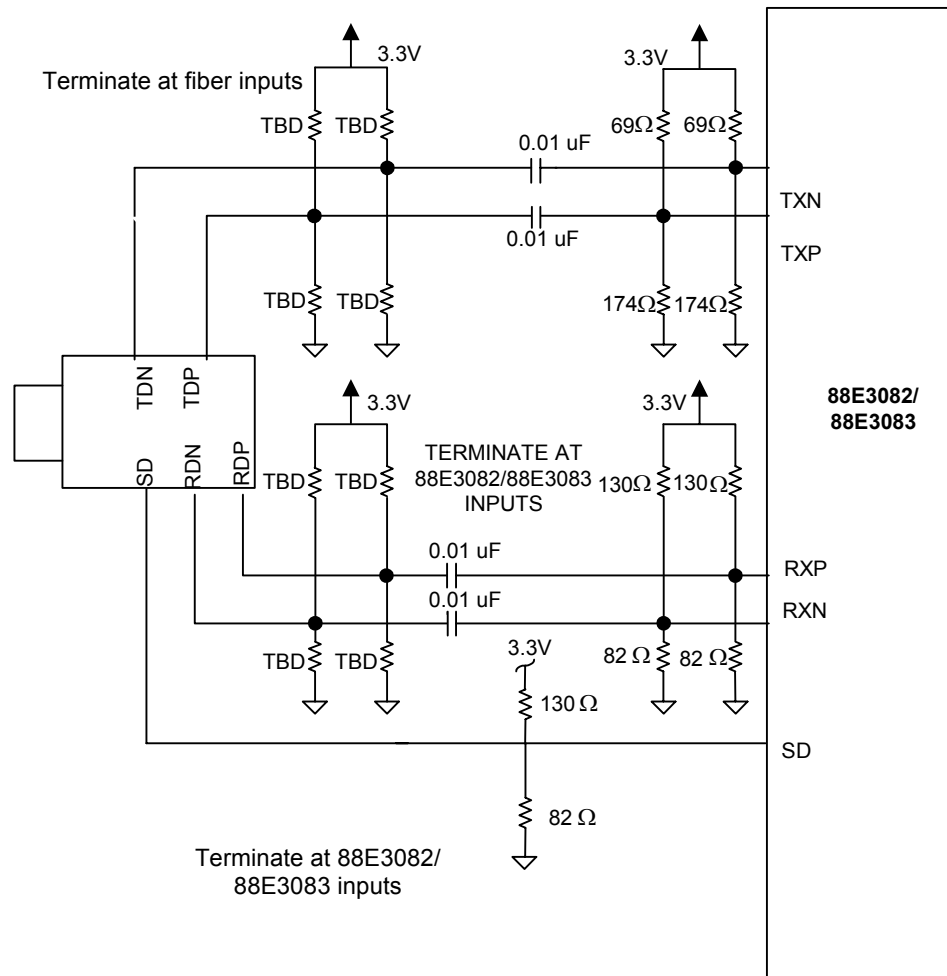 3.3V
3.3V
Terminate at fiber inputs
TBD
TBD
69Ω
69Ω
0.01 uF
TXN
0.01 uF
TXP
TBD
TBD
174Ω
174Ω
TDN
TDP
SD
RDN
RDP
88E3082/
88E3083
3.3V
3.3V
TERMINATE AT
88E3082/88E3083
INPUTS
TBD
TBD
130Ω
130Ω
0.01 uF
RXP
0.01 uF
RXN
TBD
TBD
3.3V
82 Ω
82 Ω
130 Ω
SD
82 Ω
Terminate at 88E3082/
88E3083 inputs